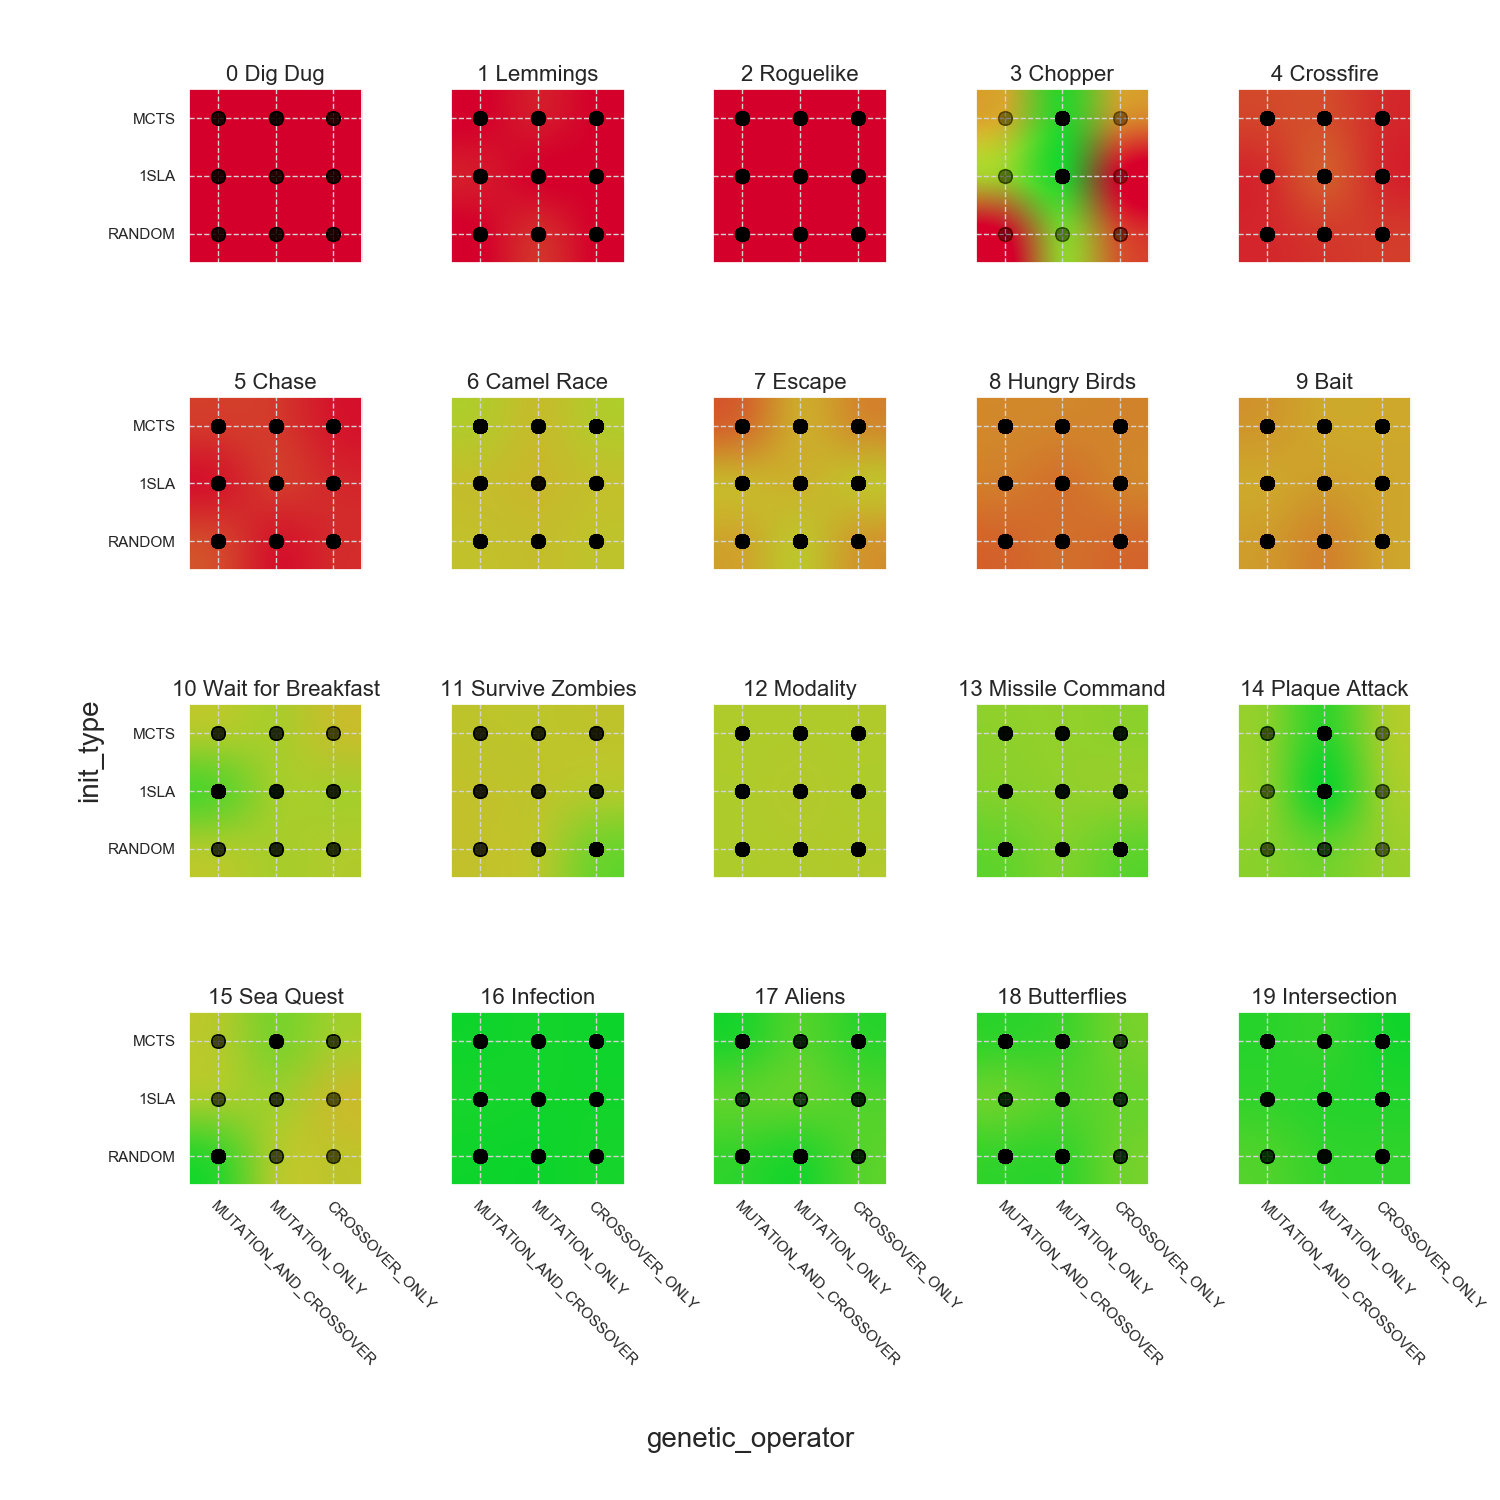 0 Dig Dug
1 Lemmings
2 Roguelike
3 Chopper
4 Crossfire
MCTS
1SLA
RANDOM
5 Chase
6 Camel Race
7 Escape
8 Hungry Birds
9 Bait
MCTS
1SLA
RANDOM
10 Wait for Breakfast
11 Survive Zombies
12 Modality
13 Missile Command
14 Plaque Attack
init_type
MCTS
1SLA
RANDOM
15 Sea Quest
16 Infection
17 Aliens
18 Butterflies
19 Intersection
MCTS
1SLA
RANDOM
MUTATION_AND_CROSSOVER
MUTATION_ONLY
CROSSOVER_ONLY
MUTATION_AND_CROSSOVER
MUTATION_ONLY
CROSSOVER_ONLY
MUTATION_AND_CROSSOVER
MUTATION_ONLY
CROSSOVER_ONLY
MUTATION_AND_CROSSOVER
MUTATION_ONLY
CROSSOVER_ONLY
MUTATION_AND_CROSSOVER
MUTATION_ONLY
CROSSOVER_ONLY
genetic_operator